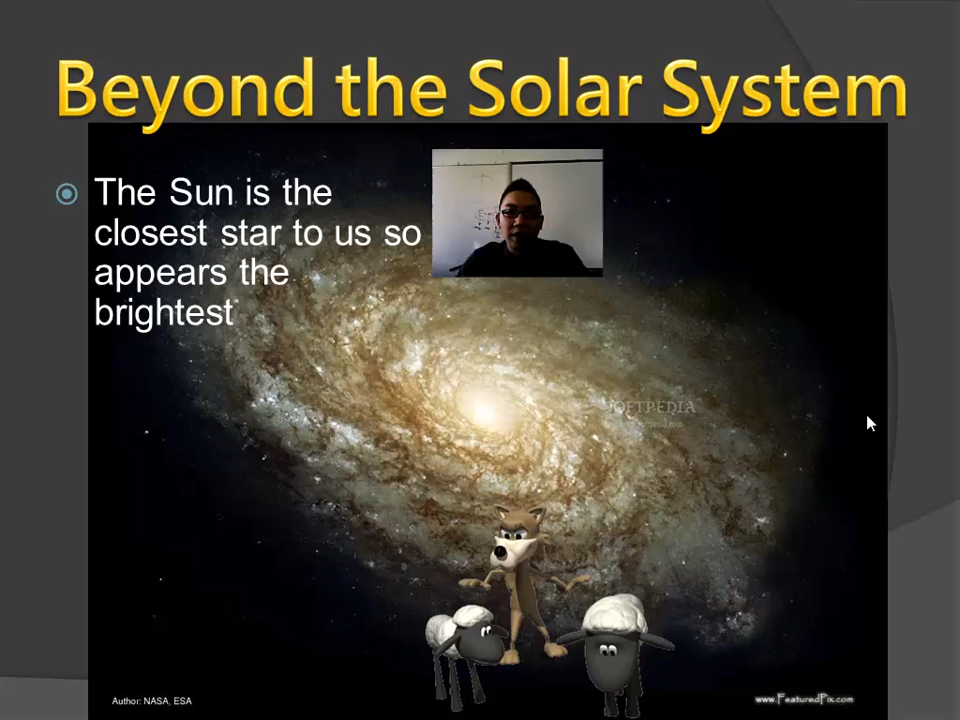 Beyond the Solar System
The Sun is the
closest star to us so
appears the
brightest
SOFTPEDIA
Author: NASA, ESA
www.FeaturedPix.com